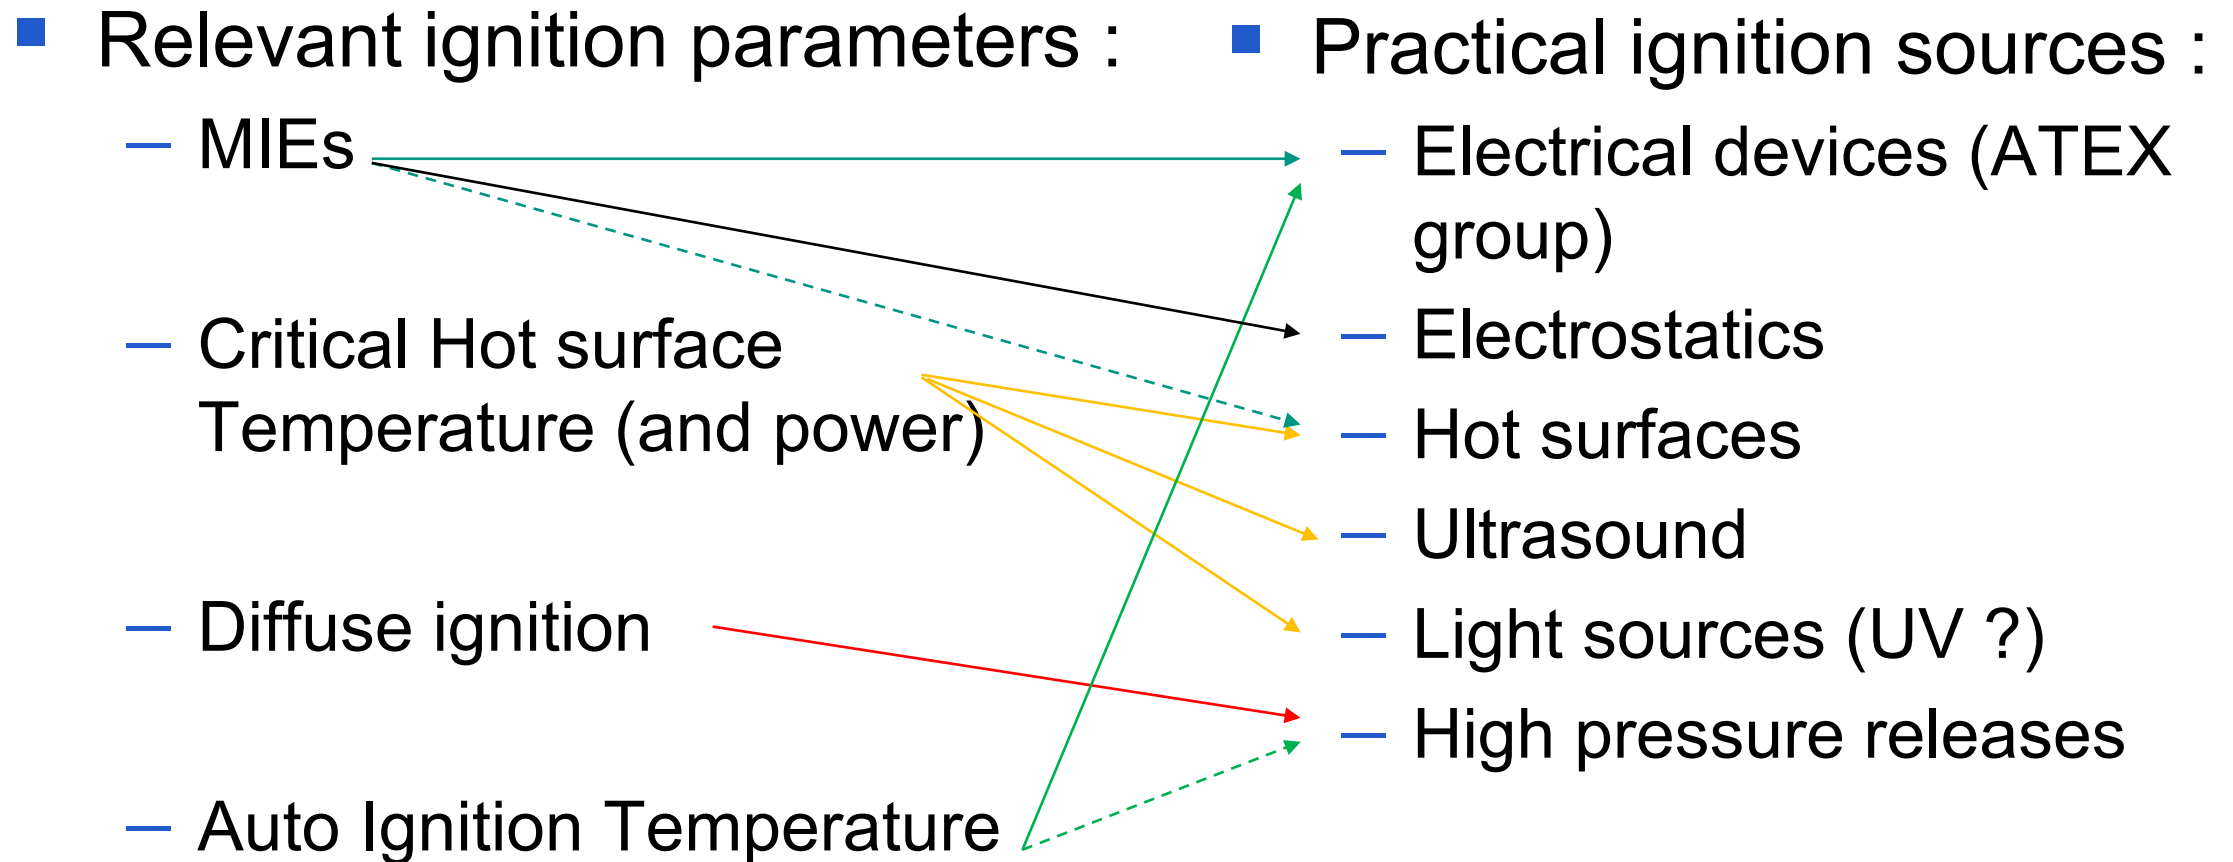 Relevant ignition parameters :
— MIEs
— Critical Hot surface
Temperature (and power)
— Diffuse ignition
— Auto Ignition Temperature
Practical ignition sources :
— Electrical devices (ATEX
group)
— Electrostatics
— Hot surfaces
— Ultrasound
— Light sources (UV ?)
— High pressure releases